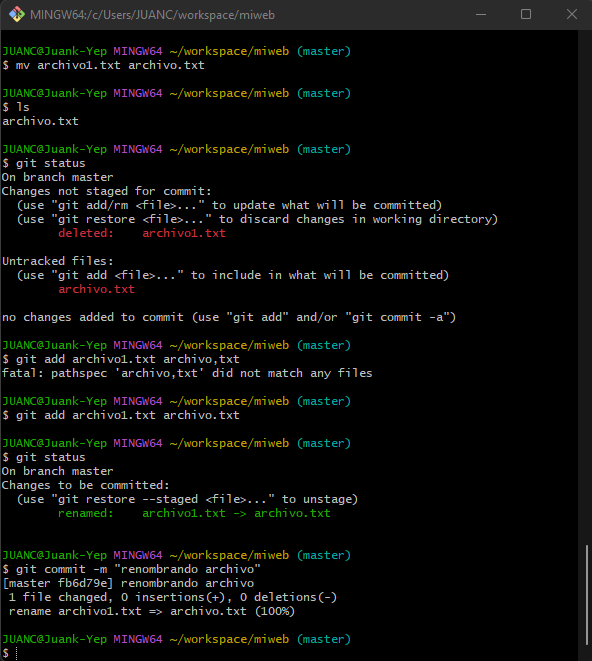 MINGW64:/c/Users/JUANC/workspace/miweb
JUANC@Juank-Yep MINGW64 ~/workspace/miweb (master)
$ mv archivo1.txt archivo.txt
JUANC@Juank-Yep MINGW64 ~/workspace/miweb (master)
$ ls
archivo.txt
JUANC@Juank-Yep MINGW64 ~/workspace/miweb (master)
$ git status
On branch master
Changes not staged for commit:
  (use "git add/rm <file>..." to update what will be committed)
  (use "git restore <file>..." to discard changes in working directory)
        deleted:    archivo1.txt
Untracked files:
  (use "git add <file>..." to include in what will be committed)
        archivo.txt
no changes added to commit (use "git add" and/or "git commit -a")
JUANC@Juank-Yep MINGW64 ~/workspace/miweb (master)
$ git add archivo1.txt archivo,txt
fatal: pathspec 'archivo,txt' did not match any files
JUANC@Juank-Yep MINGW64 ~/workspace/miweb (master)
$ git add archivo1.txt archivo.txt
JUANC@Juank-Yep MINGW64 ~/workspace/miweb (master)
$ git status
On branch master
Changes to be committed:
  (use "git restore --staged <file>..." to unstage)
        renamed:    archivo1.txt -> archivo.txt
JUANC@Juank-Yep MINGW64 ~/workspace/miweb (master)
$ git commit -m "renombrando archivo"
[master fb6d79e] renombrando archivo
 1 file changed, 0 insertions(+), 0 deletions(-)
 rename archivo1.txt => archivo.txt (100%)
JUANC@Juank-Yep MINGW64 ~/workspace/miweb (master)
$